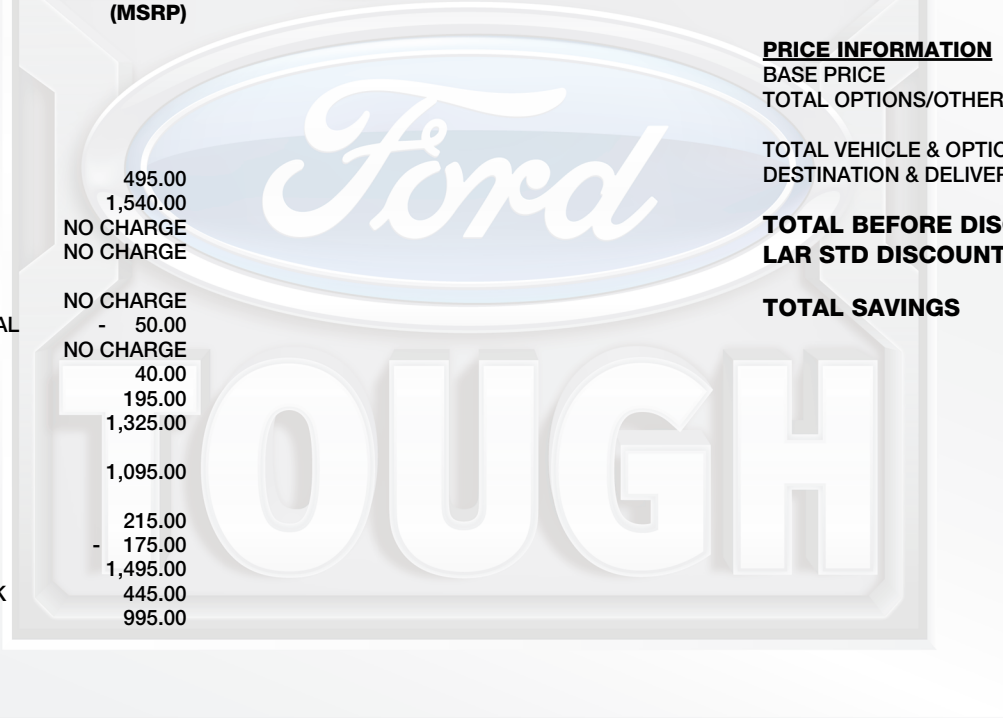 (MSRP)
495.00
1,540.00
NO CHARGE
NO CHARGE
NO CHARGE
AL - 50.00
NO CHARGE
40.00
195.00
1,325.00
1,095.00
215.00
- 175.00
1,495.00
K 445.00
995.00
PRICE INFORMATION
BASE PRICE
TOTAL OPTIONS/OTHER
TOTAL VEHICLE & OPTIO
DESTINATION & DELIVER
TOTAL BEFORE DIS
LAR STD DISCOUNT
TOTAL SAVINGS
Ford
TOUGH